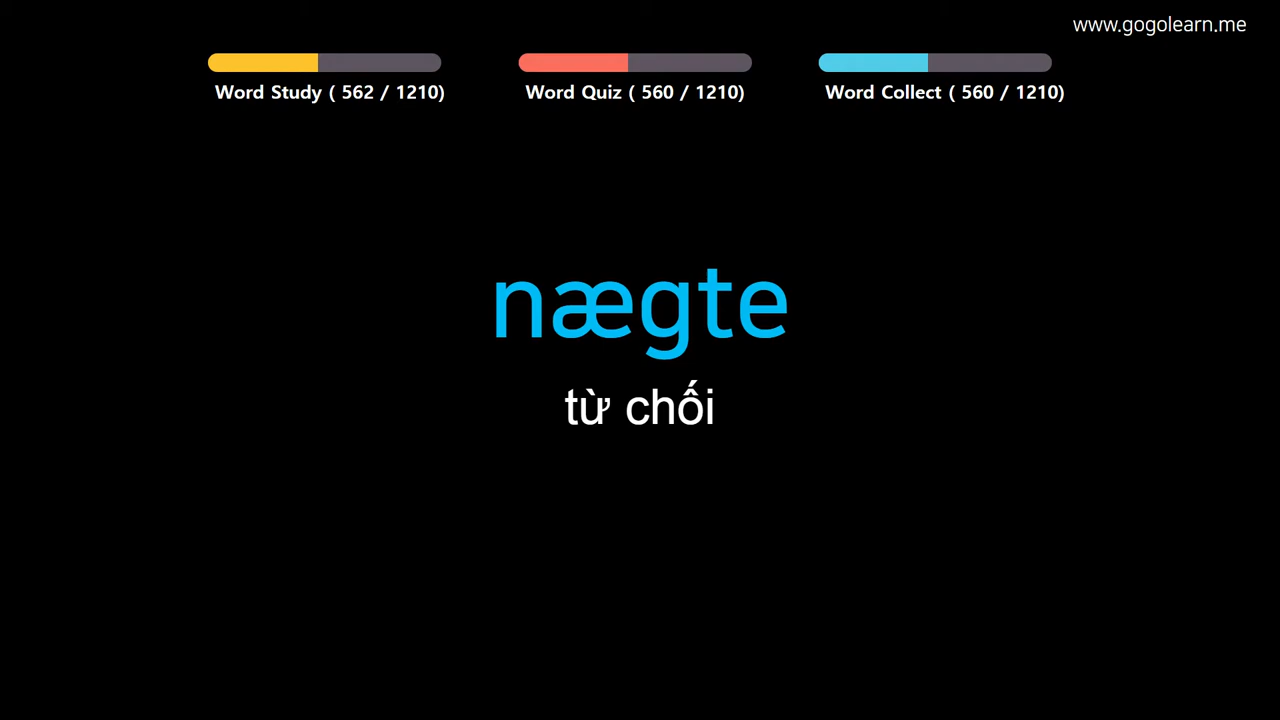 www.gogolearn.me
Word Study ( 562 / 1210)
Word Quiz ( 560 / 1210)
Word Collect ( 560 / 1210)
nægte
từ chối